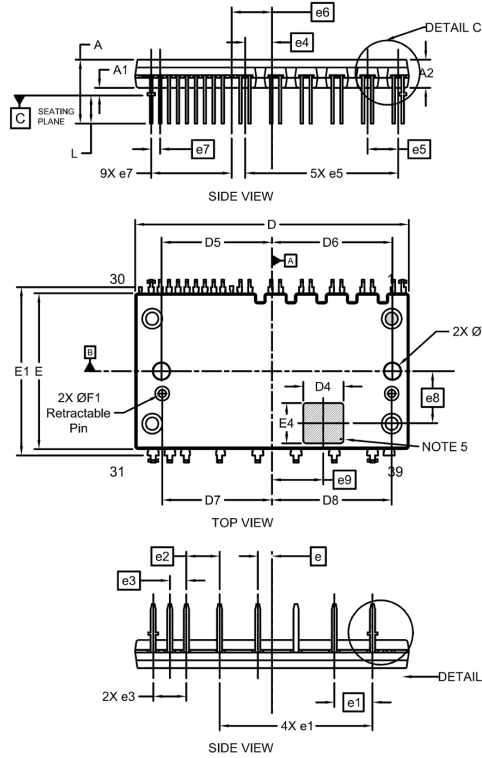 e6
DETAIL C
e4
A
A1
A2
C
SEATING
PLANE
L
e7
e5
9X e7
5X e5
SIDE VIEW
D
D5
D6
A
30
1
2X Ø
B
E1
E
D4
2X ØF1
Retractable
Pin
e8
E4
NOTE 5
31
e9
39
D7
D8
TOP VIEW
e2
e
e3
DETAIL
2X e3
e1
4X e1
SIDE VIEW